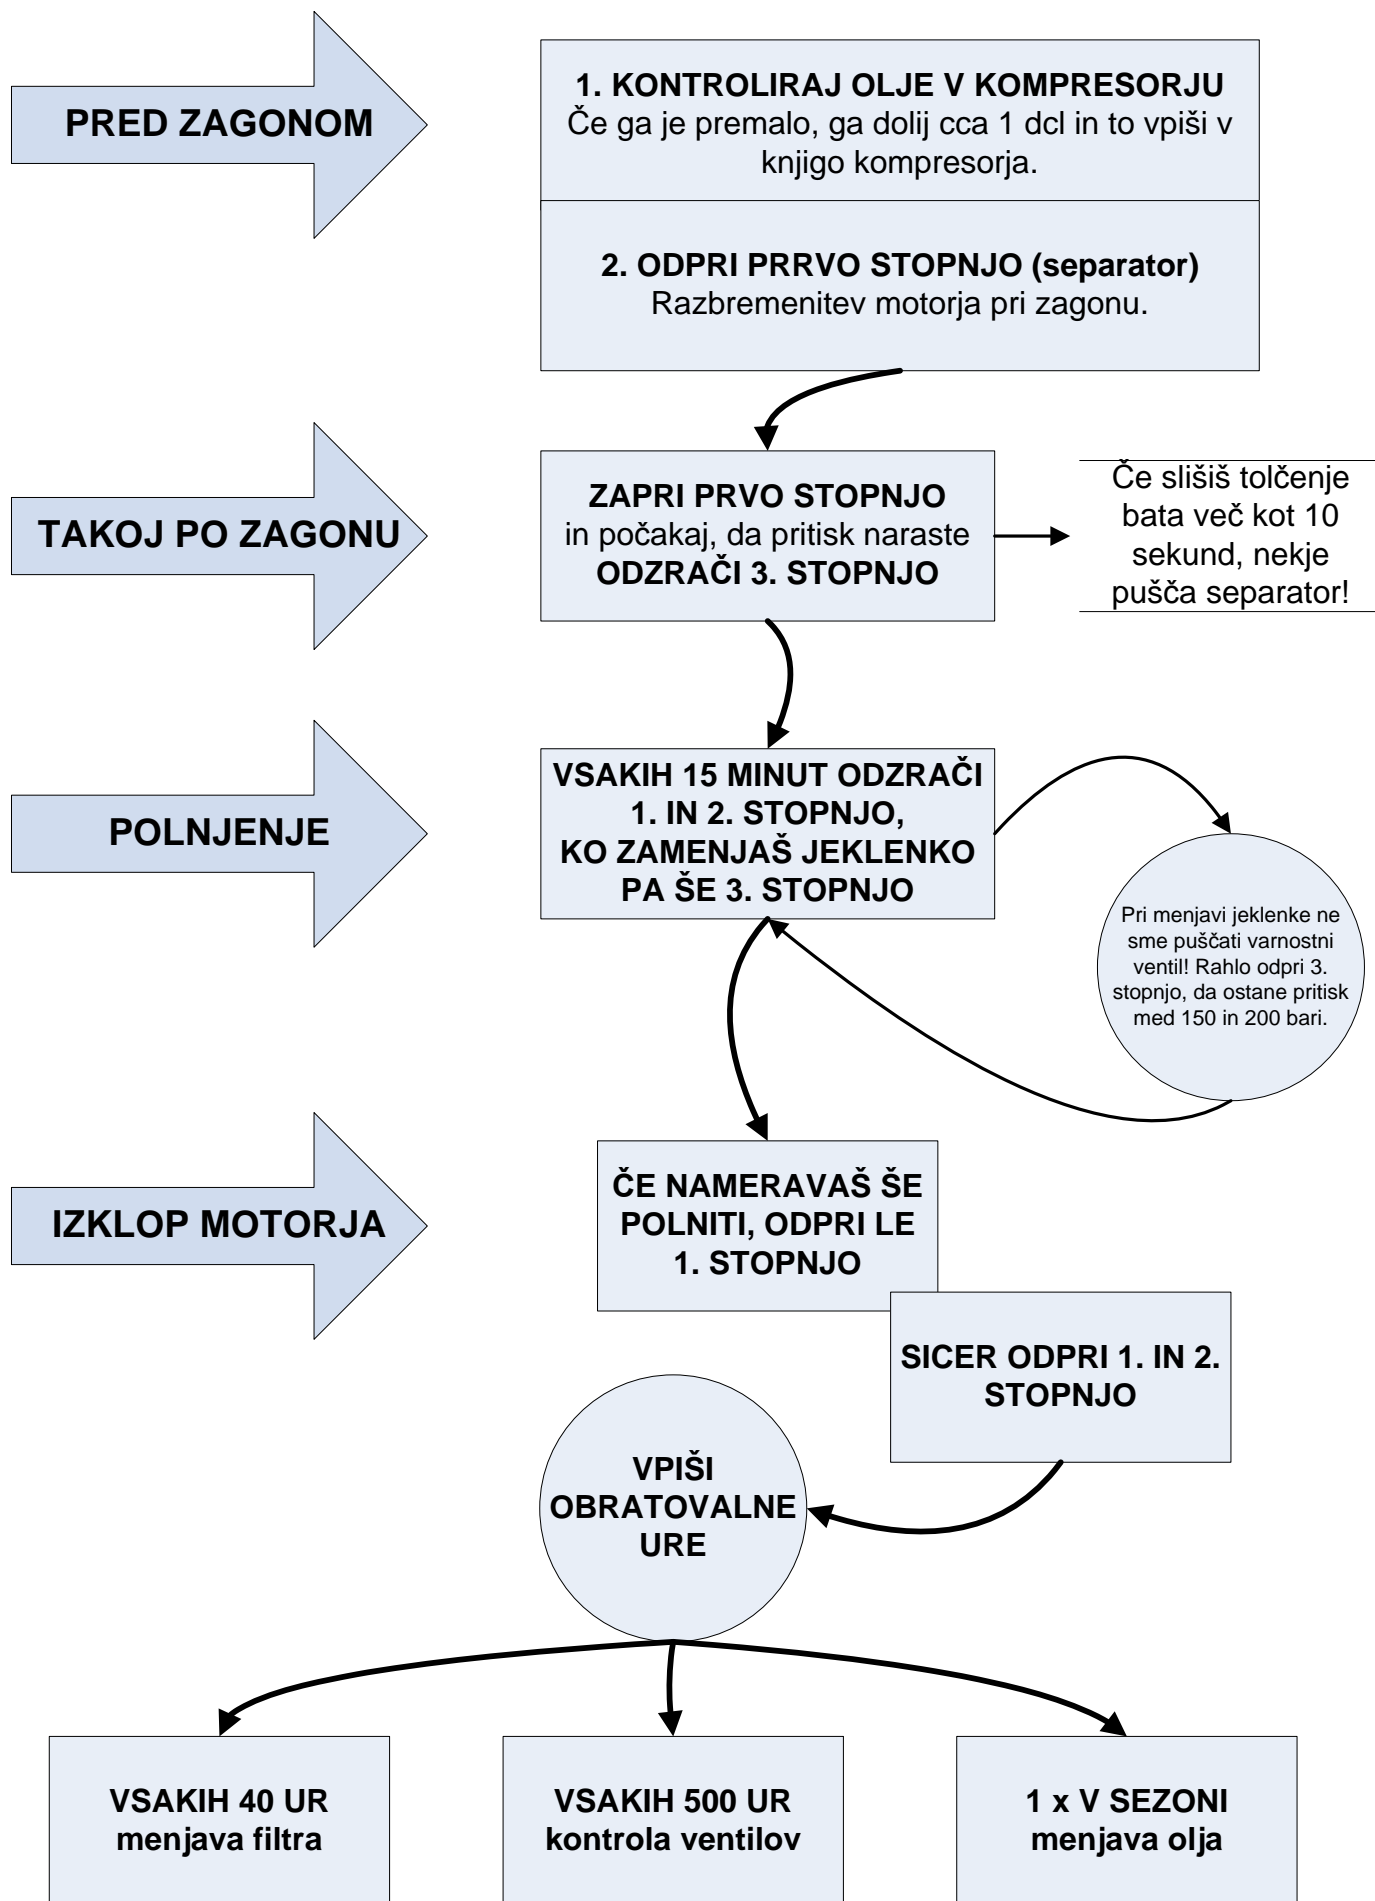 PRED ZAGONOM
1. KONTROLIRAJ OLJE V KOMPRESORJU
Če ga je premalo, ga dolij cca 1 dcl in to vpiši v
knjigo kompresorja.
2. ODPRI PRRVO STOPNJO (separator)
Razbremenitev motorja pri zagonu.
TAKOJ PO ZAGONU
ZAPRI PRVO STOPNJO
in počakaj, da pritisk naraste
ODZRAČI 3. STOPNJO
Če slišiš tolčenje
bata več kot 10
sekund, nekje
pušča separator!
POLNJENJE
VSAKIH 15 MINUT ODZRAČI
1. IN 2. STOPNJO,
KO ZAMENJAŠ JEKLENKO
PA ŠE 3. STOPNJO
Pri menjavi jeklenke ne
sme puščati varnostni
ventil! Rahlo odpri 3.
stopnjo, da ostane pritisk
med 150 in 200 bari.
IZKLOP MOTORJA
ČE NAMERAVAŠ ŠE
POLNITI, ODPRI LE
1. STOPNJO
SICER ODPRI 1. IN 2.
STOPNJO
VPIŠI
OBRATOVALNE
URE
VSAKIH 40 UR
menjava filtra
VSAKIH 500 UR
kontrola ventilov
1 x V SEZONI
menjava olja